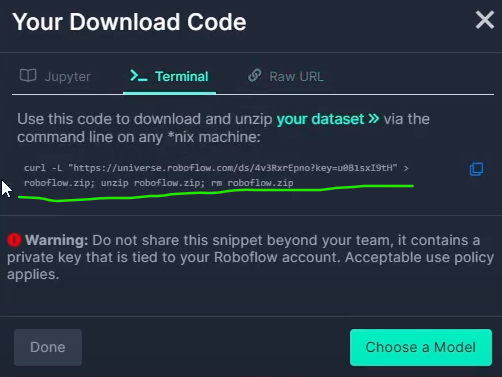 Your Download Code
Jupyter
Terminal
Raw URL
Use this code to download and unzip your dataset » via the
command line on any *nix machine:
curl -L "https://universe.roboflow.com/ds/4v3RxrEpno?key=u0B1sxI9tH" >
roboflow.zip; unzip roboflow.zip; rm roboflow.zip
Warning: Do not share this snippet beyond your team, it contains a
private key that is tied to your Roboflow account. Acceptable use policy
applies.
Done
Choose a Model